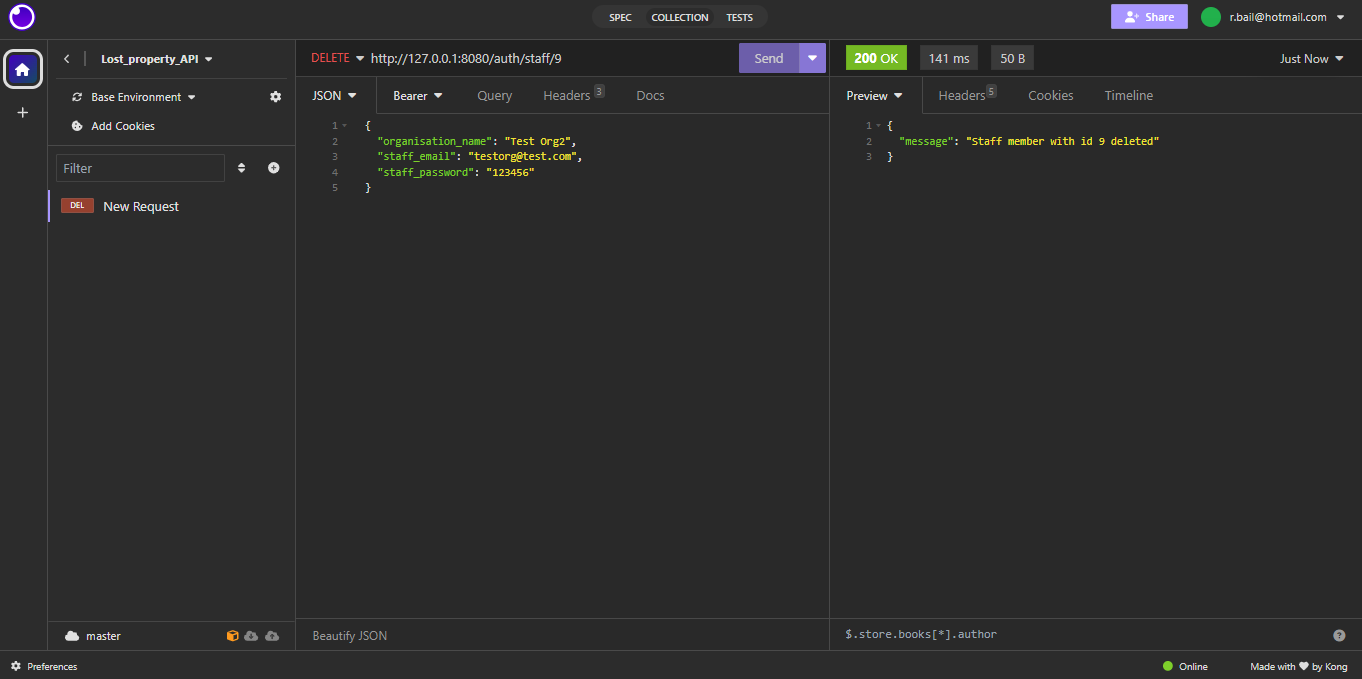 SPEC COLLECTION TESTS
Share
r.bail@hotmail.com
Lost_property_API
Base Environment
Add Cookies
Filter
DEL New Request
master
DELETE http://127.0.0.1:8080/auth/staff/9
Send
JSON Bearer Query Headers 3 Docs
1 {
2 "organisation_name": "Test Org2",
3 "staff_email": "testorg@test.com",
4 "staff_password": "123456"
5 }
Beautify JSON
200 OK 141 ms 50 B
Just Now
Preview Headers 5 Cookies Timeline
1 {
2 "message": "Staff member with id 9 deleted"
3 }
$.store.books[*].author
?
Preferences
Online
Made with ♥ by Kong